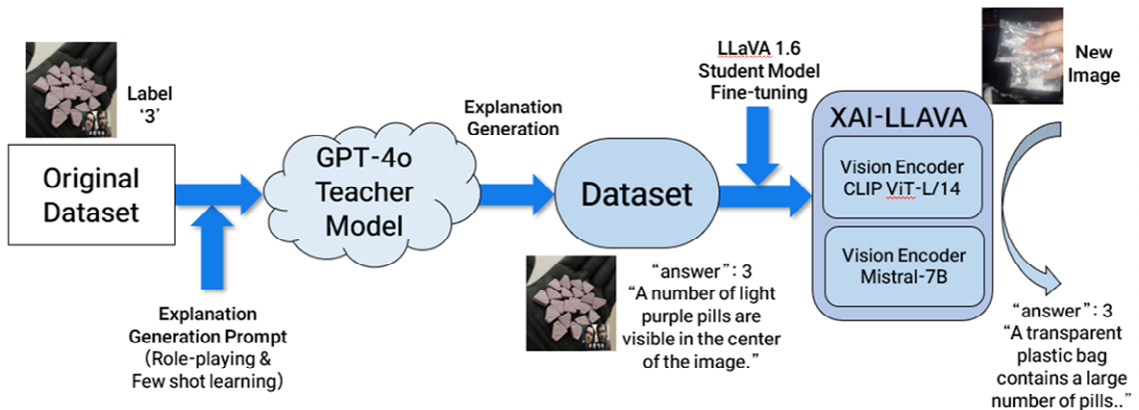 Label
'3'
Original
Dataset
Explanation
Generation Prompt
(Role-playing &
Few shot learning)
GPT-4o
Teacher
Model
Explanation
Generation
Dataset
"answer": 3
"A number of light
purple pills are
visible in the center
of the image."
LLaVA 1.6
Student Model
Fine-tuning
XAI-LLAVA
Vision Encoder
CLIP ViT-L/14
Vision Encoder
Mistral-7B
New
Image
"answer": 3
"A transparent
plastic bag
contains a large
number of pills.."